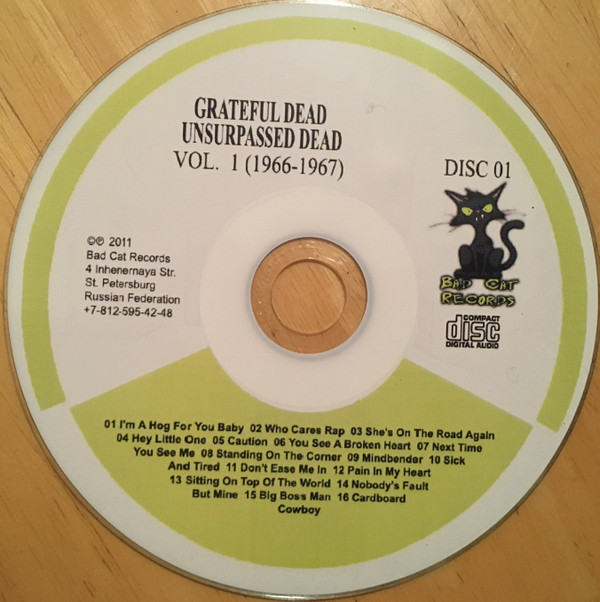 GRATEFUL DEAD
UNSURPASSED DEAD
VOL. 1 (1966-1967)
DISC 01
©℗ 2011
Bad Cat Records
4 Inhenernaya Str.
St. Petersburg
Russian Federation
+7-812-595-42-48
BAD CAT
RECORDS
COMPACT
disc
DIGITAL AUDIO
01 I'm A Hog For You Baby 02 Who Cares Rap 03 She's On The Road Again
04 Hey Little One 05 Caution 06 You See A Broken Heart 07 Next Time
You See Me 08 Standing On The Corner 09 Mindbender 10 Sick
And Tired 11 Don't Ease Me In 12 Pain In My Heart
13 Sitting On Top Of The World 14 Nobody's Fault
But Mine 15 Big Boss Man 16 Cardboard
Cowboy